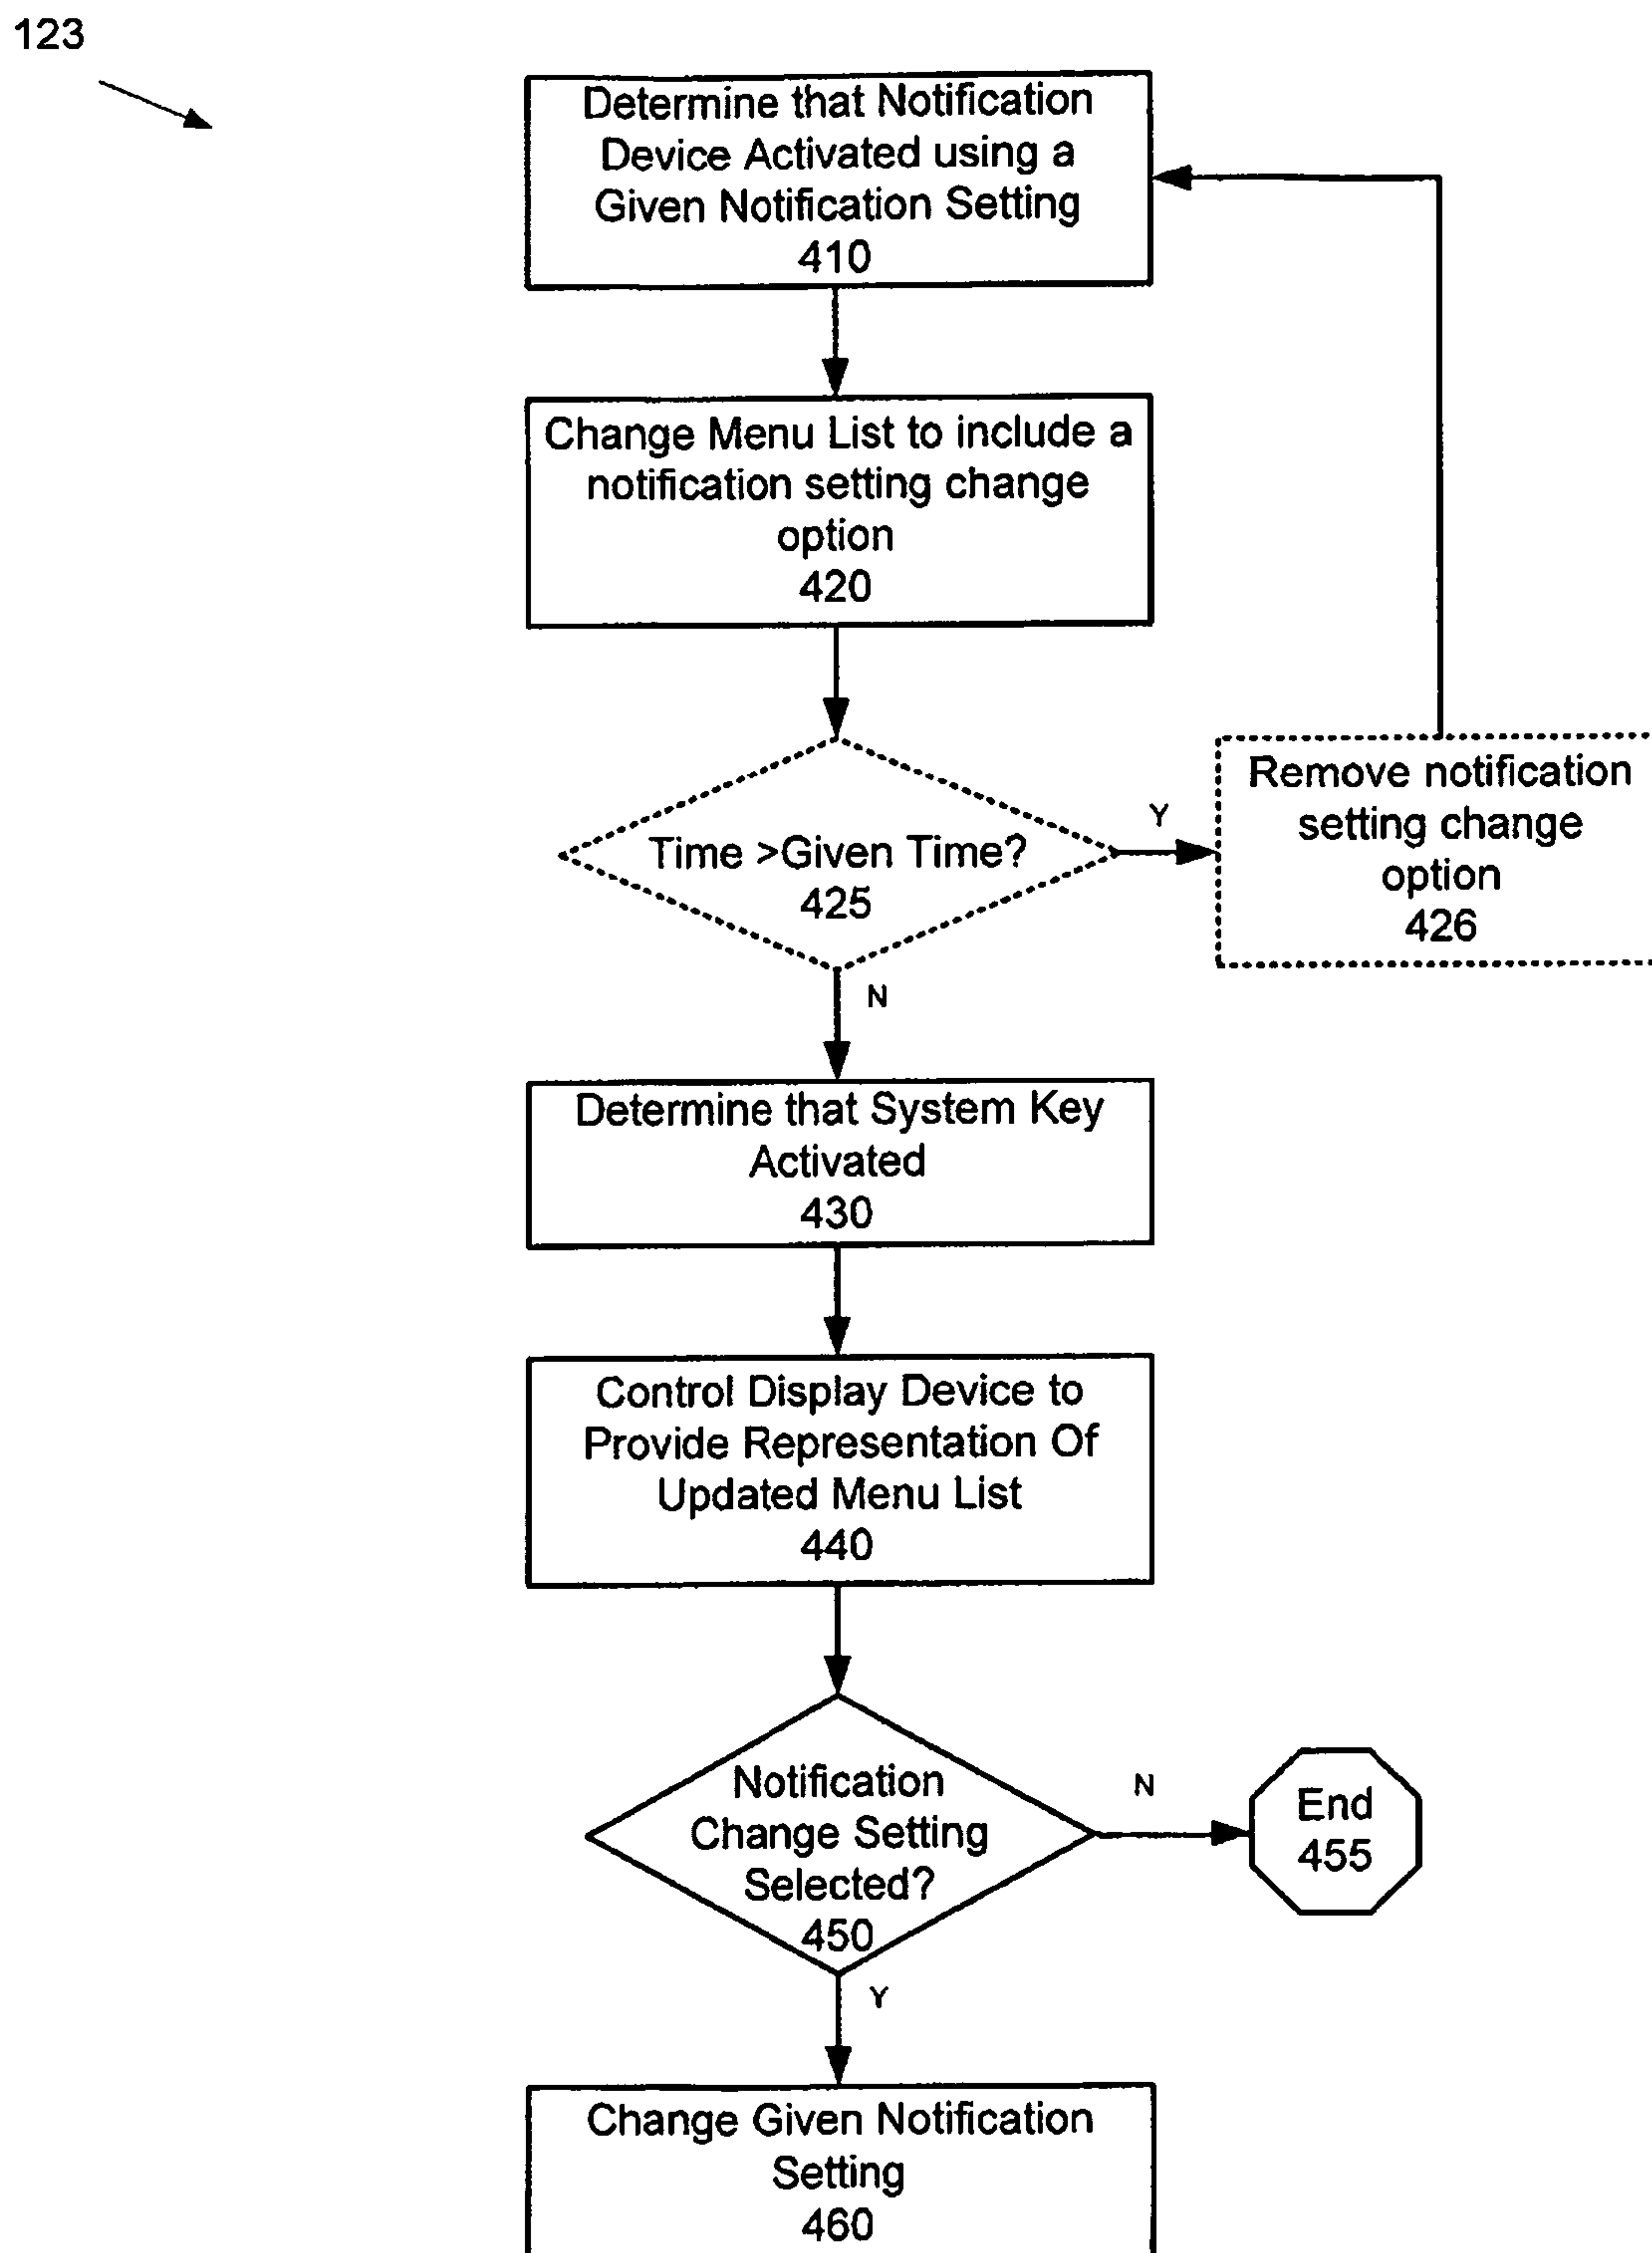 123
Determine that Notification
Device Activated using a
Given Notification Setting
410
Change Menu List to include a
notification setting change
option
420
Time >Given Time?
425
Y
Remove notification
setting change
option
426
N
Determine that System Key
Activated
430
Control Display Device to
Provide Representation Of
Updated Menu List
440
Notification
Change Setting
Selected?
450
N
End
455
Y
Change Given Notification
Setting
460